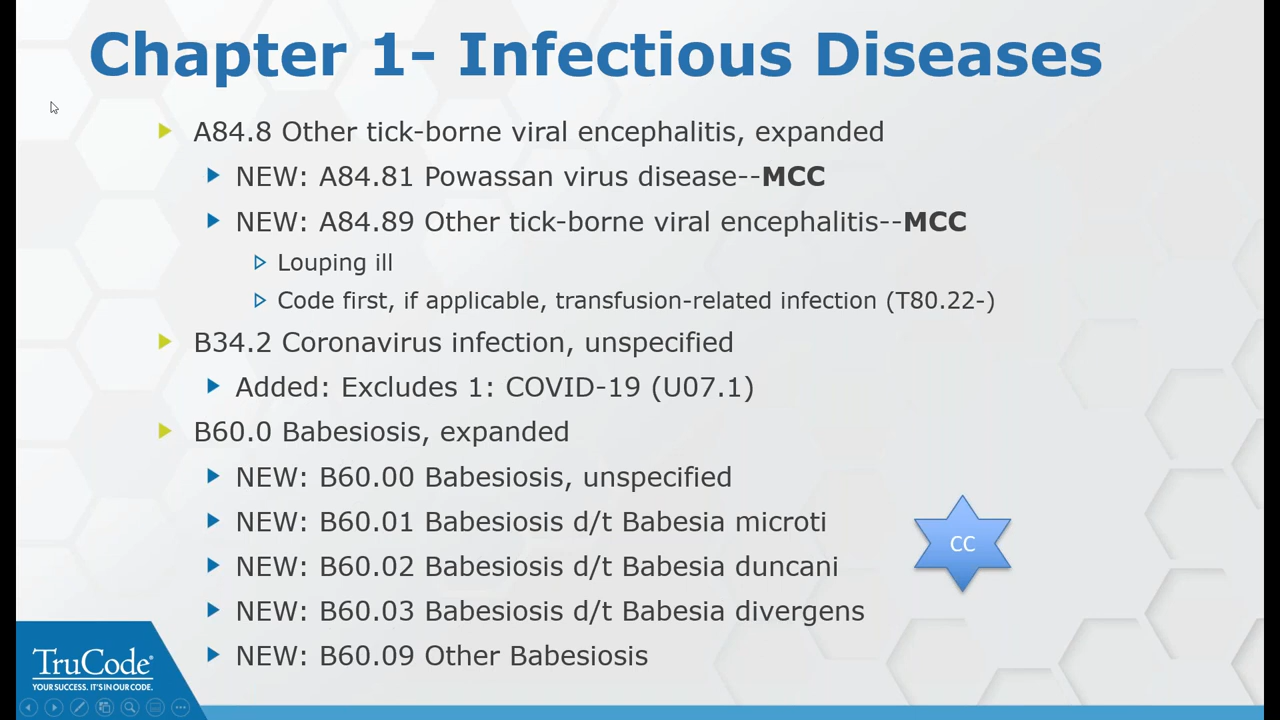 Chapter 1- Infectious Diseases
A84.8 Other tick-borne viral encephalitis, expanded
NEW: A84.81 Powassan virus disease--MCC
NEW: A84.89 Other tick-borne viral encephalitis--MCC
Louping ill
Code first, if applicable, transfusion-related infection (T80.22-)
B34.2 Coronavirus infection, unspecified
Added: Excludes 1: COVID-19 (U07.1)
B60.0 Babesiosis, expanded
NEW: B60.00 Babesiosis, unspecified
NEW: B60.01 Babesiosis d/t Babesia microti
CC
NEW: B60.02 Babesiosis d/t Babesia duncani
NEW: B60.03 Babesiosis d/t Babesia divergens
NEW: B60.09 Other Babesiosis
TruCode®
YOUR SUCCESS. IT'S IN OUR CODE.